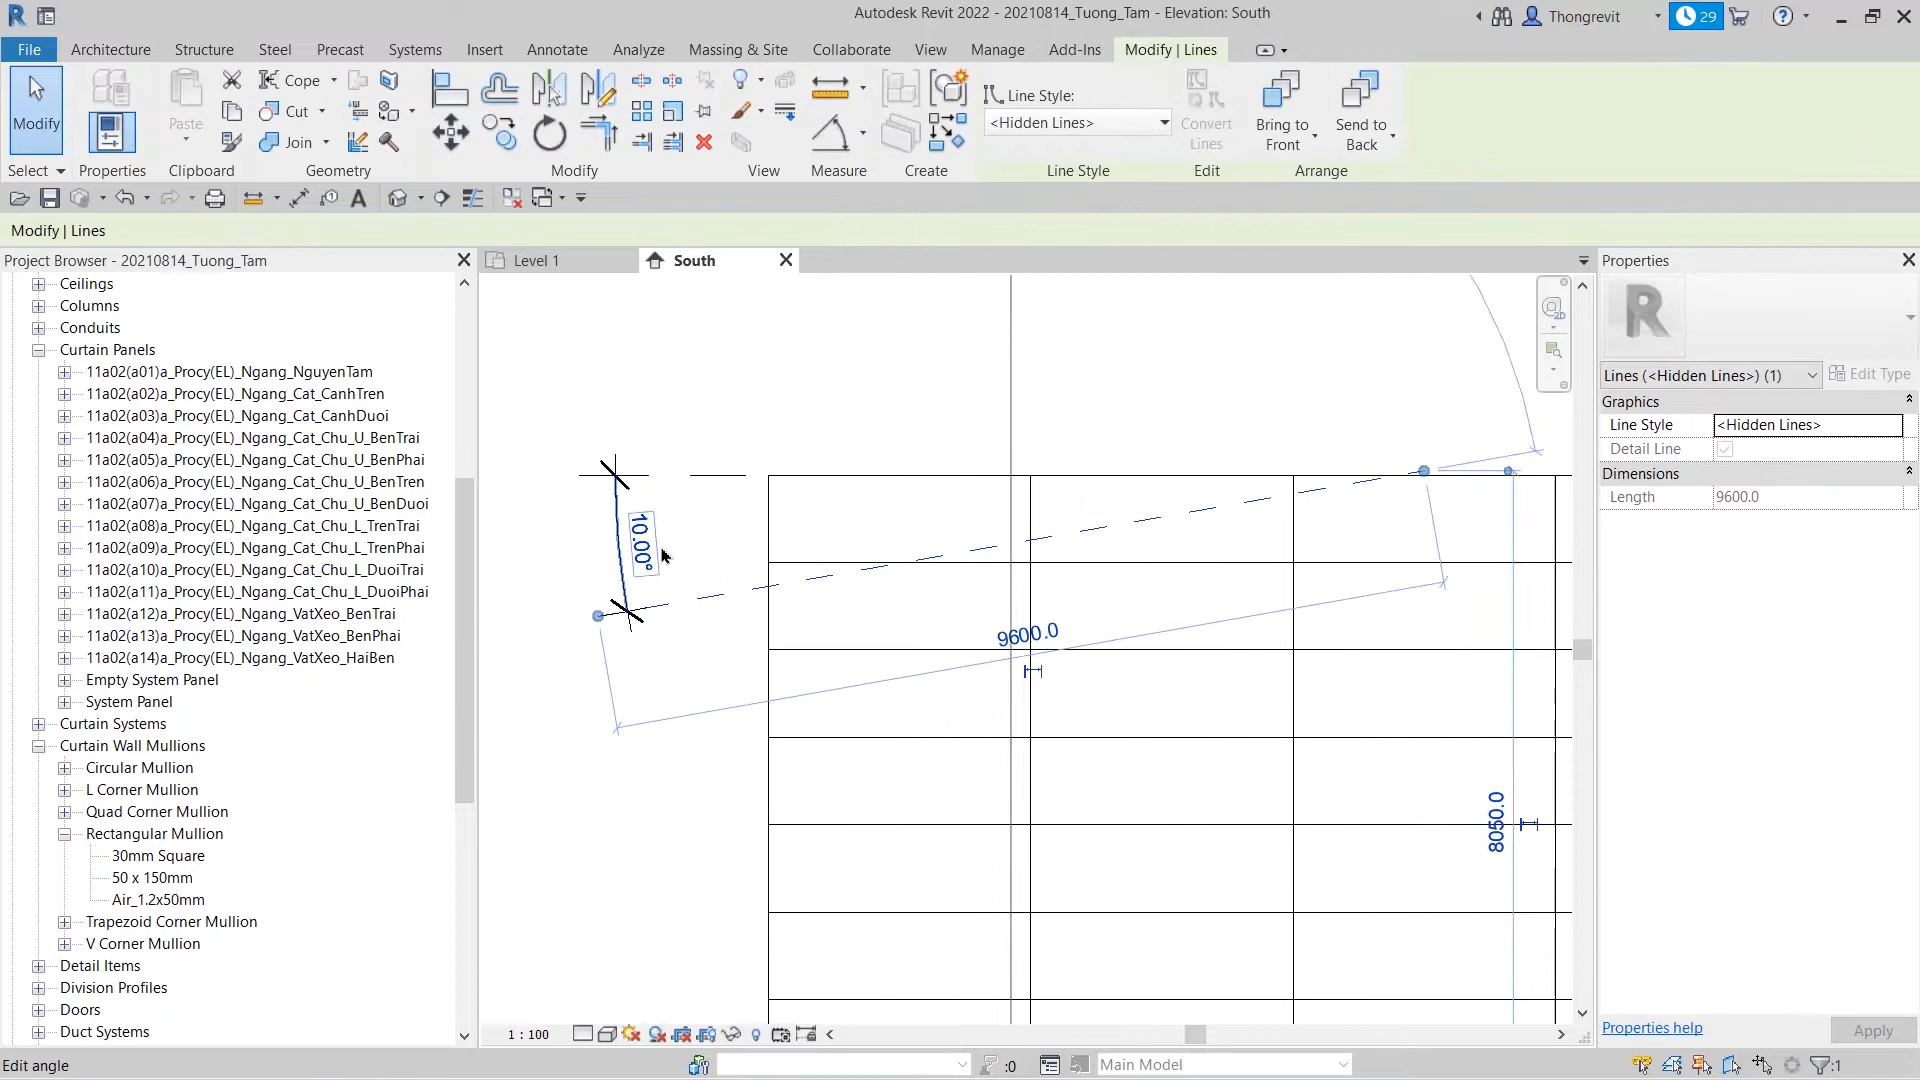 Autodesk Revit 2022 - 20210814_Tuong_Tam - Elevation: South
29
Thongrevit
File
Architecture
Structure
Steel
Precast
Systems
Insert
Annotate
Analyze
Massing & Site
Collaborate
View
Manage
Add-Ins
Modify | Lines
Modify
Paste
Cope
Cut
Join
Line Style:
<Hidden Lines>
Convert
Lines
Bring to
Front
Send to
Back
Select
Properties
Clipboard
Geometry
Modify
View
Measure
Create
Line Style
Edit
Arrange
Modify | Lines
Project Browser - 20210814_Tuong_Tam
Ceilings
Columns
Conduits
Curtain Panels
11a02(a01)a_Procy(EL)_Ngang_NguyenTam
11a02(a02)a_Procy(EL)_Ngang_Cat_CanhTren
11a02(a03)a_Procy(EL)_Ngang_Cat_CanhDuoi
11a02(a04)a_Procy(EL)_Ngang_Cat_Chu_U_BenTrai
11a02(a05)a_Procy(EL)_Ngang_Cat_Chu_U_BenPhai
11a02(a06)a_Procy(EL)_Ngang_Cat_Chu_U_BenTren
11a02(a07)a_Procy(EL)_Ngang_Cat_Chu_U_BenDuoi
11a02(a08)a_Procy(EL)_Ngang_Cat_Chu_L_TrenTrai
11a02(a09)a_Procy(EL)_Ngang_Cat_Chu_L_TrenPhai
11a02(a10)a_Procy(EL)_Ngang_Cat_Chu_L_DuoiTrai
11a02(a11)a_Procy(EL)_Ngang_Cat_Chu_L_DuoiPhai
11a02(a12)a_Procy(EL)_Ngang_VatXeo_BenTrai
11a02(a13)a_Procy(EL)_Ngang_VatXeo_BenPhai
11a02(a14)a_Procy(EL)_Ngang_VatXeo_HaiBen
Empty System Panel
System Panel
Curtain Systems
Curtain Wall Mullions
Circular Mullion
L Corner Mullion
Quad Corner Mullion
Rectangular Mullion
30mm Square
50 x 150mm
Air_1.2x50mm
Trapezoid Corner Mullion
V Corner Mullion
Detail Items
Division Profiles
Doors
Duct Systems
Level 1
South
10.00°
9600.0
8050.0
2D
1 : 100
Properties
Lines (<Hidden Lines>) (1)
Edit Type
Graphics
Line Style
<Hidden Lines>
Detail Line
Dimensions
Length
9600.0
Properties help
Apply
Edit angle
:0
Main Model
:1